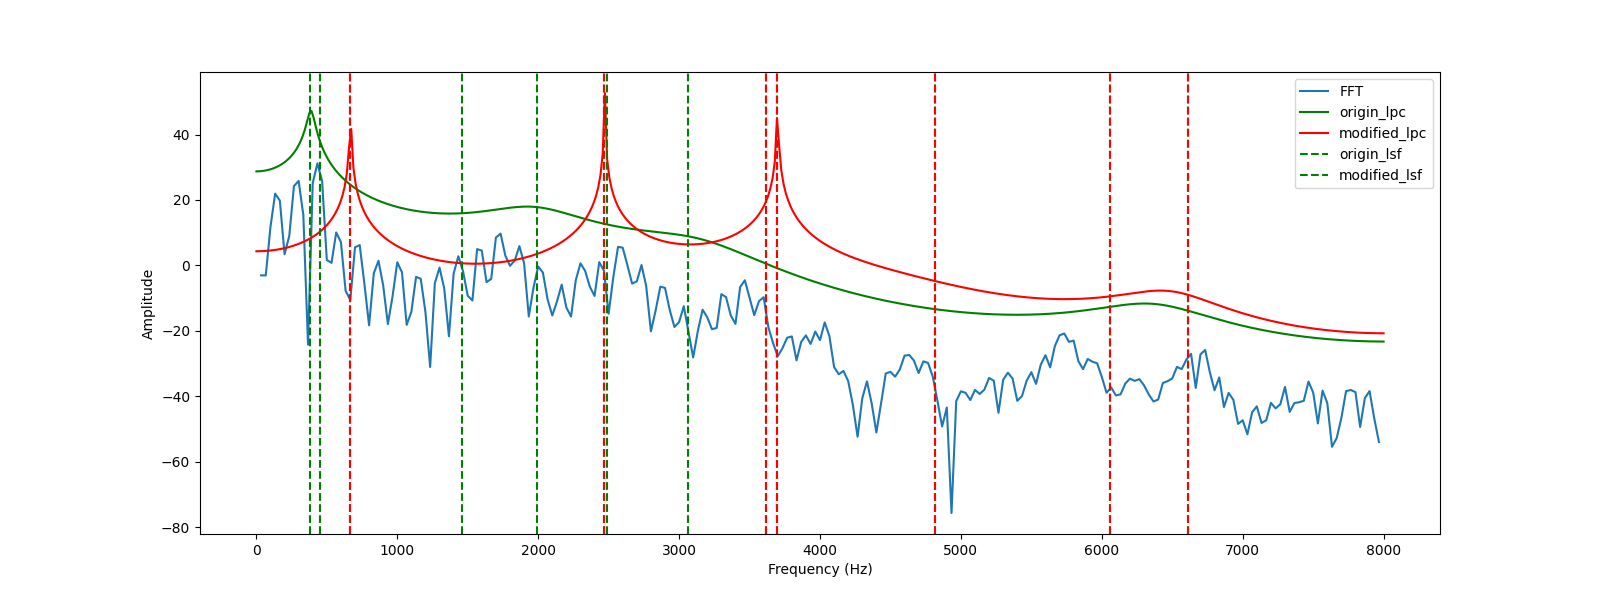 FFT
origin_lpc
modified_lpc
origin_lsf
modified_lsf
Amplitude
40
20
0
−20
−40
−60
−80
0 1000 2000 3000 4000 5000 6000 7000 8000
Frequency (Hz)